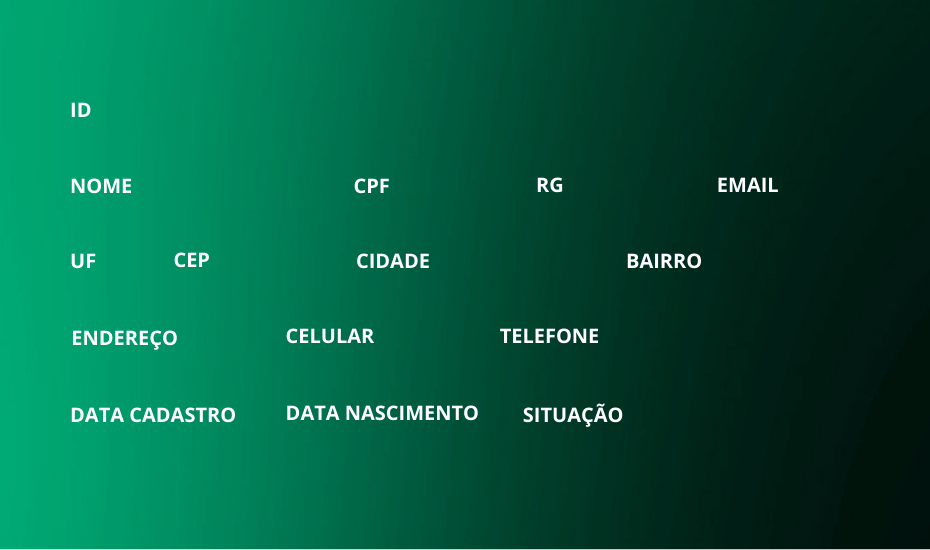 ID
NOME CPF RG EMAIL
UF CEP CIDADE BAIRRO
ENDEREÇO CELULAR TELEFONE
DATA CADASTRO DATA NASCIMENTO SITUAÇÃO